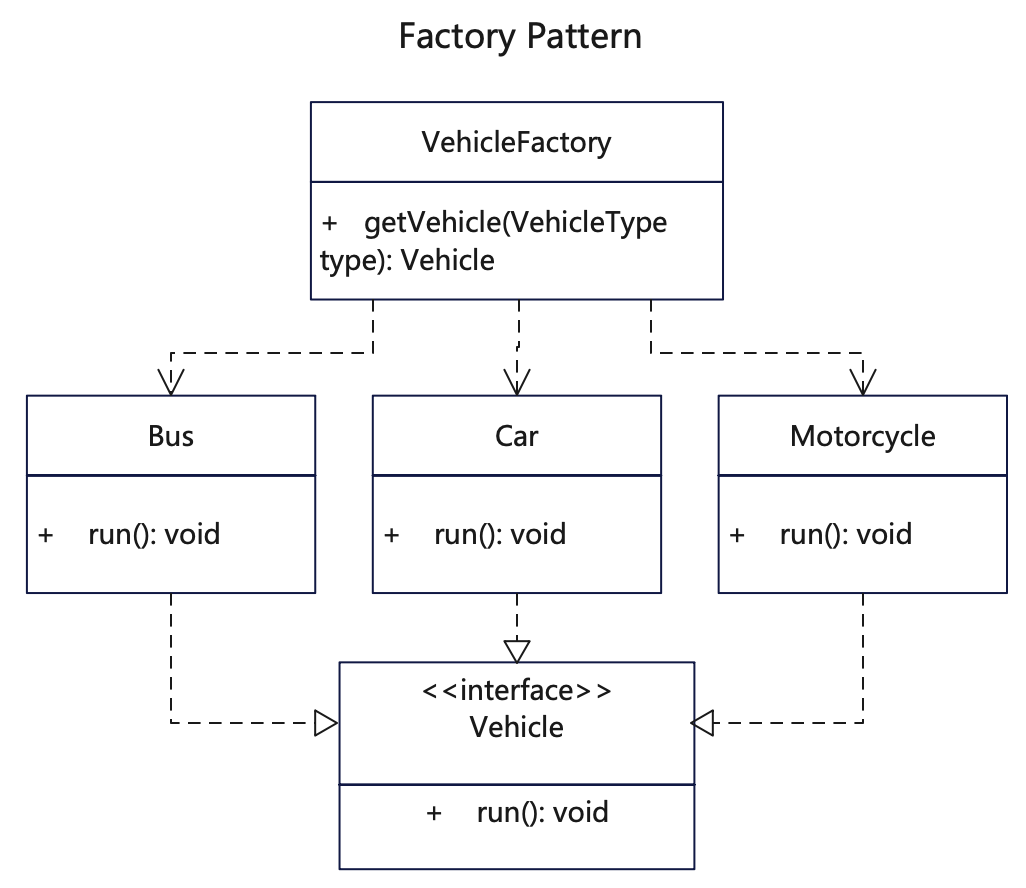 Factory Pattern
VehicleFactory
+ getVehicle(VehicleType
type): Vehicle
Bus
+ run(): void
Car
+ run(): void
Motorcycle
+ run(): void
<<interface>>
Vehicle
+ run(): void